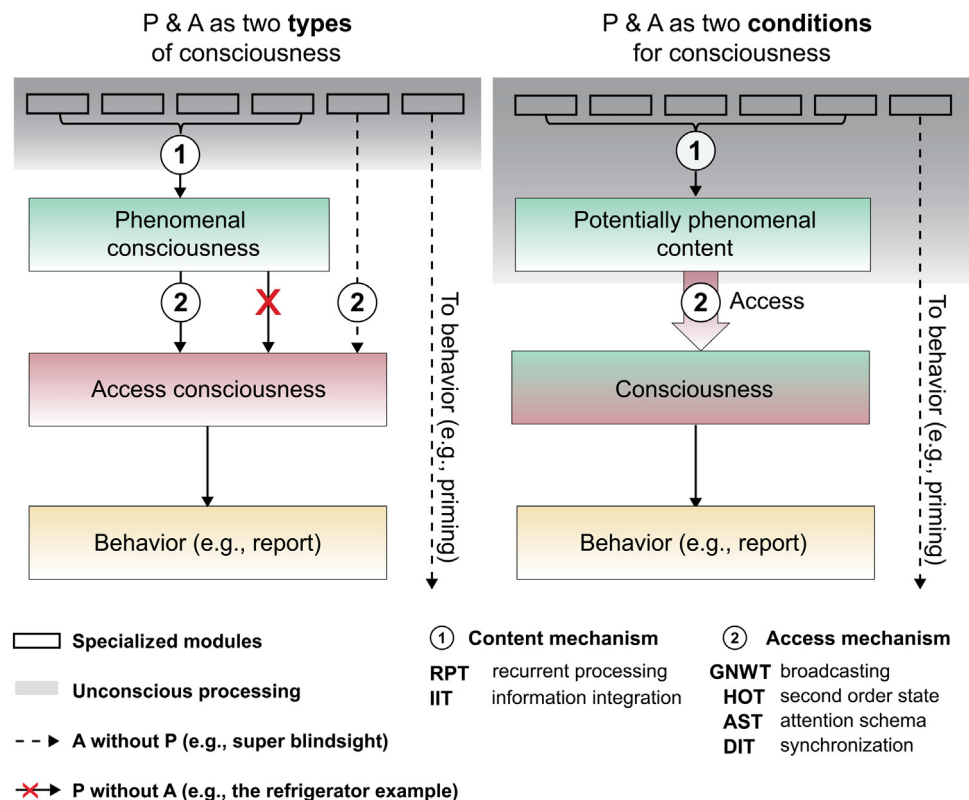 P & A as two types
of consciousness
1
Phenomenal
consciousness
2
2
Access consciousness
Behavior (e.g., report)
To behavior (e.g., priming)
P & A as two conditions
for consciousness
1
Potentially phenomenal
content
2 Access
Consciousness
Behavior (e.g., report)
To behavior (e.g., priming)
Specialized modules
Unconscious processing
A without P (e.g., super blindsight)
P without A (e.g., the refrigerator example)
1 Content mechanism
RPT recurrent processing
IIT information integration
2 Access mechanism
GNWT broadcasting
HOT second order state
AST attention schema
DIT synchronization